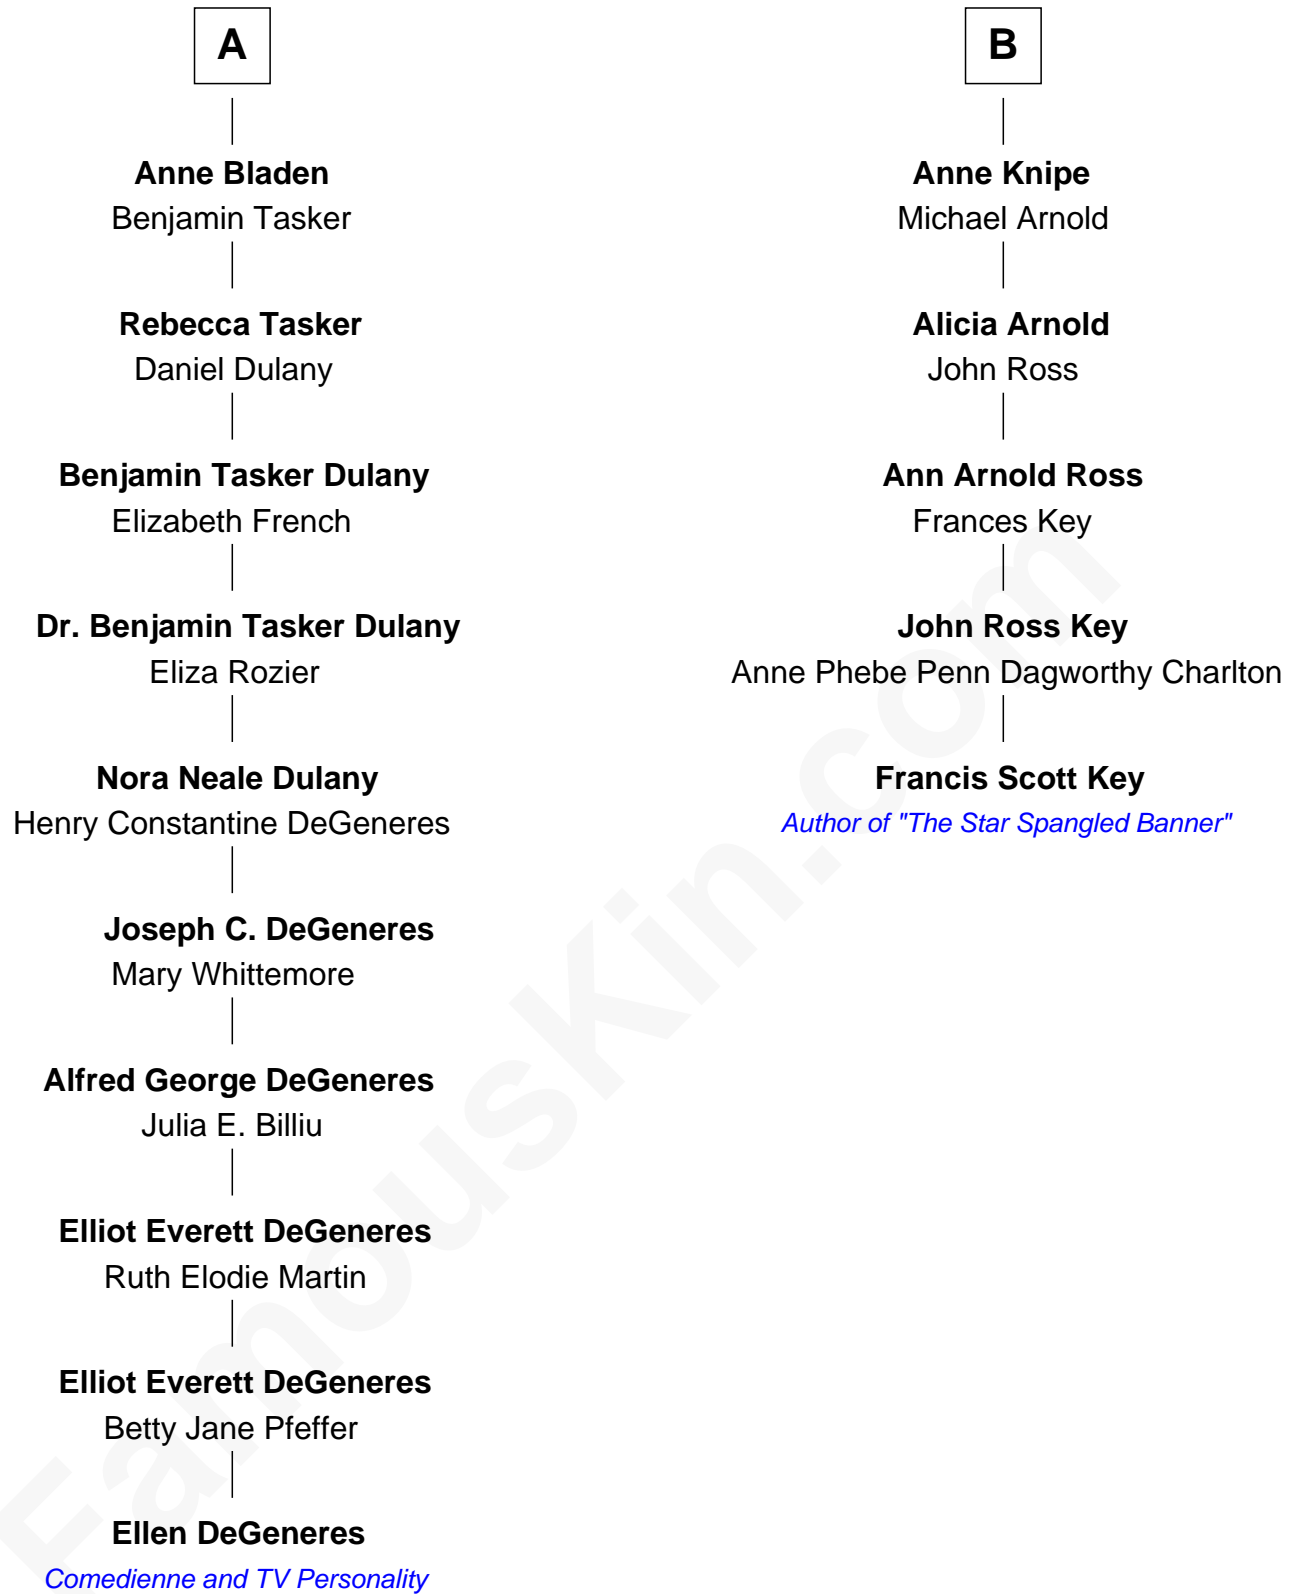 A
Anne Bladen
Benjamin Tasker
Rebecca Tasker
Daniel Dulany
Benjamin Tasker Dulany
Elizabeth French
Dr. Benjamin Tasker Dulany
Eliza Rozier
Nora Neale Dulany
Henry Constantine DeGeneres
Joseph C. DeGeneres
Mary Whittemore
Alfred George DeGeneres
Julia E. Billiu
Elliot Everett DeGeneres
Ruth Elodie Martin
Elliot Everett DeGeneres
Betty Jane Pfeffer
Ellen DeGeneres
Comedienne and TV Personality
B
Anne Knipe
Michael Arnold
Alicia Arnold
John Ross
Ann Arnold Ross
Frances Key
John Ross Key
Anne Phebe Penn Dagworthy Charlton
Francis Scott Key
Author of "The Star Spangled Banner"
FamousKin.com